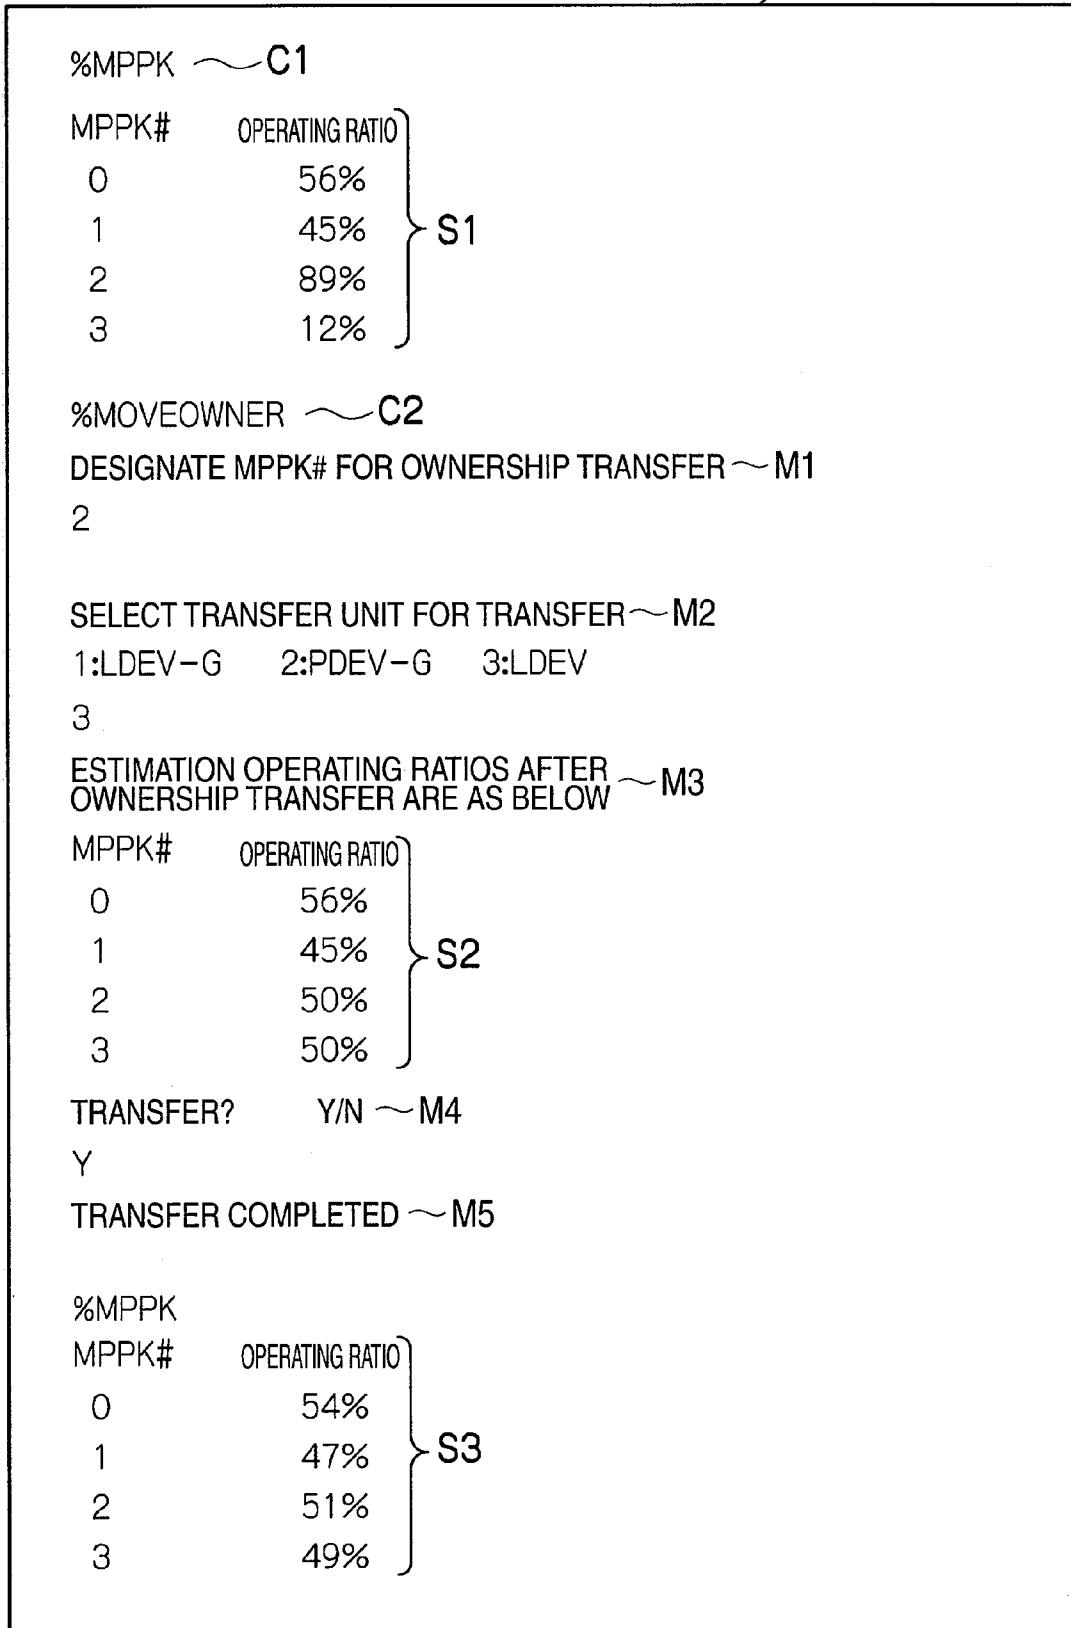 %MPPK C1
MPPK# OPERATING RATIO
0 56%
1 45% S1
2 89%
3 12%
%MOVEOWNER C2
DESIGNATE MPPK# FOR OWNERSHIP TRANSFER M1
2
SELECT TRANSFER UNIT FOR TRANSFER M2
1:LDEV-G 2:PDEV-G 3:LDEV
3
ESTIMATION OPERATING RATIOS AFTER
OWNERSHIP TRANSFER ARE AS BELOW M3
MPPK# OPERATING RATIO
0 56%
1 45% S2
2 50%
3 50%
TRANSFER? Y/N M4
Y
TRANSFER COMPLETED M5
%MPPK
MPPK# OPERATING RATIO
0 54%
1 47% S3
2 51%
3 49%